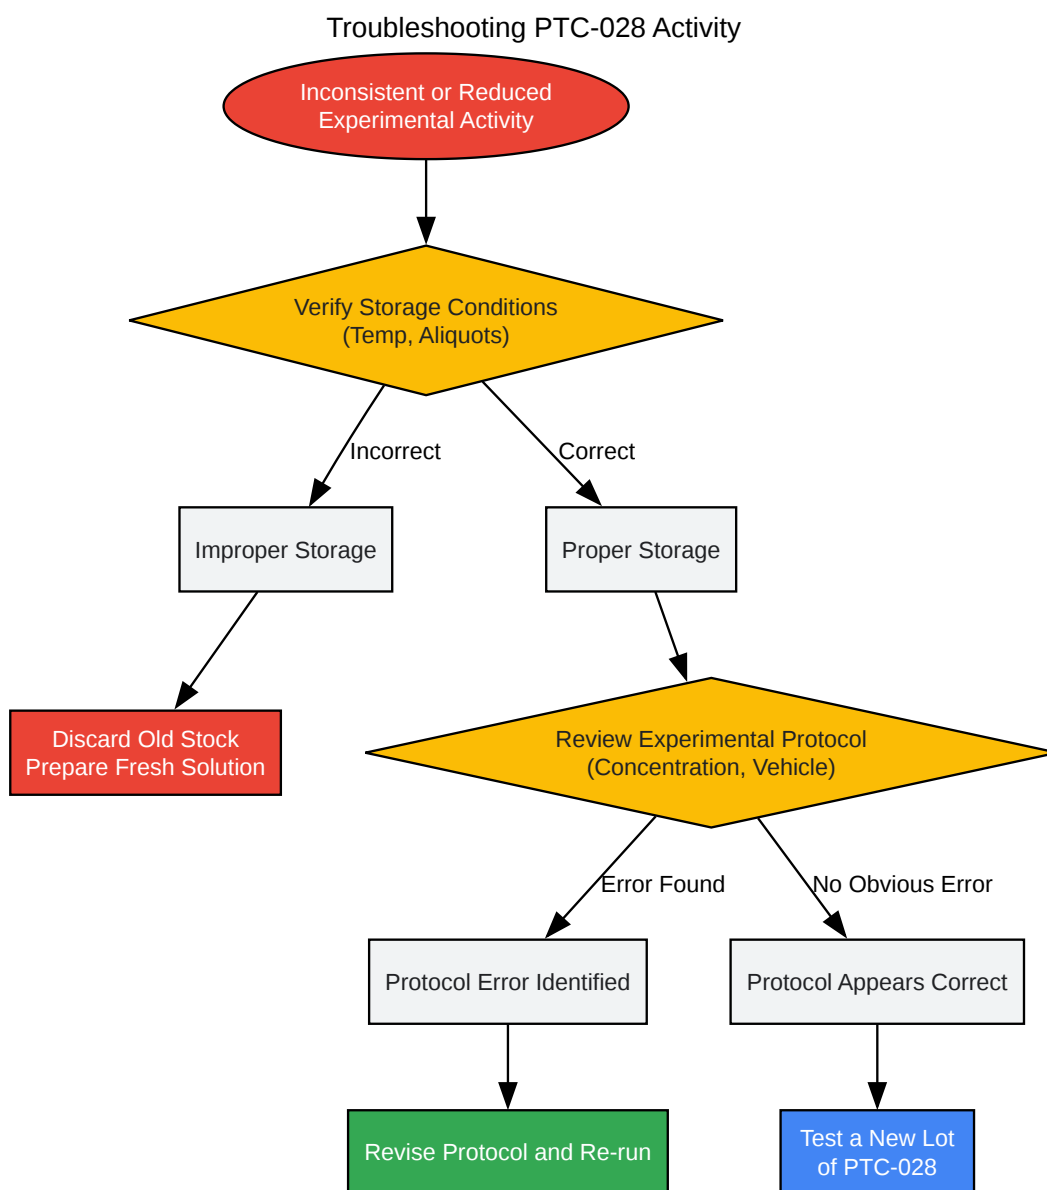 Troubleshooting PTC-028 Activity
Inconsistent or Reduced
Experimental Activity
Verify Storage Conditions
(Temp, Aliquots)
Incorrect
Correct
Improper Storage
Proper Storage
Discard Old Stock
Prepare Fresh Solution
Review Experimental Protocol
(Concentration, Vehicle)
Error Found
No Obvious Error
Protocol Error Identified
Protocol Appears Correct
Revise Protocol and Re-run
Test a New Lot
of PTC-028